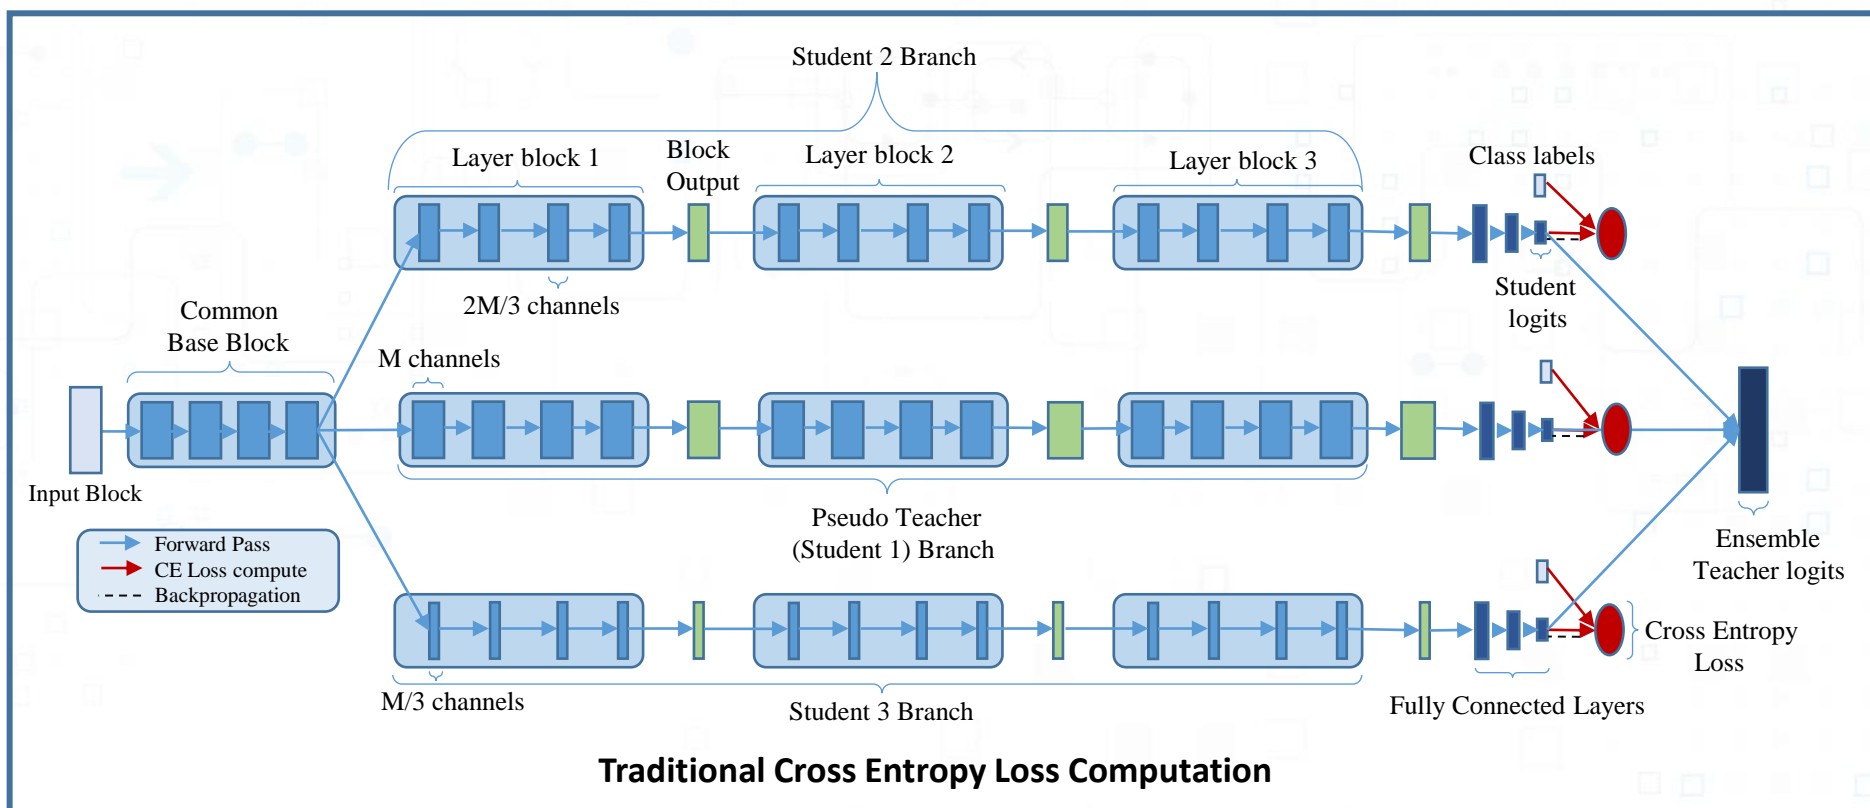 Student 2 Branch
Layer block 1
Block
Output
Layer block 2
Layer block 3
Class labels
2M/3 channels
Student
logits
Common
Base Block
M channels
Input Block
Pseudo Teacher
(Student 1) Branch
Ensemble
Teacher logits
Forward Pass
CE Loss compute
Backpropagation
M/3 channels
Student 3 Branch
Fully Connected Layers
Cross Entropy
Loss
Traditional Cross Entropy Loss Computation